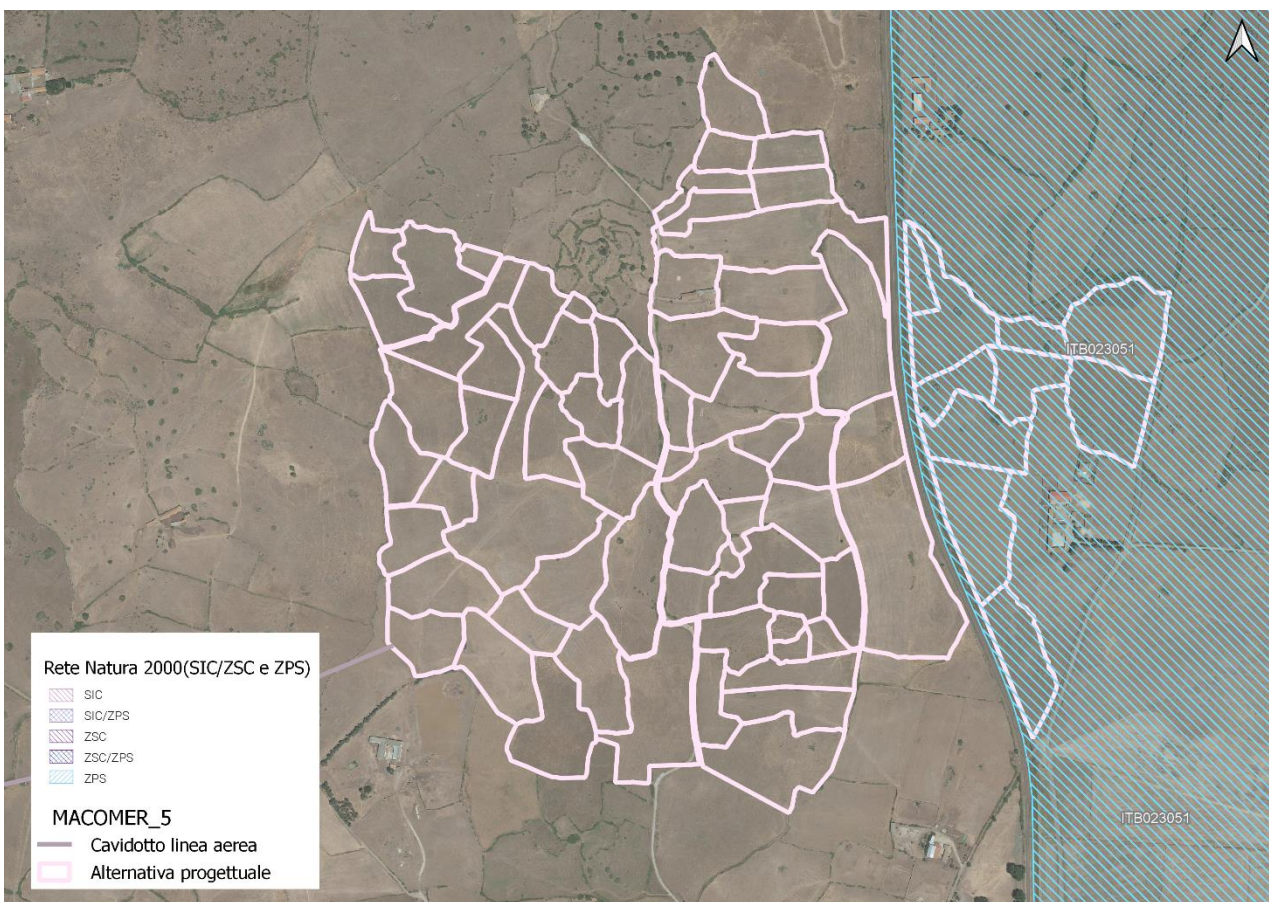 ITB023051
ITB023051
Rete Natura 2000(SIC/ZSC e ZPS)
SIC
SIC/ZPS
ZSC
ZSC/ZPS
ZPS
MACOMER_5
Cavidotto linea aerea
Alternativa progettuale